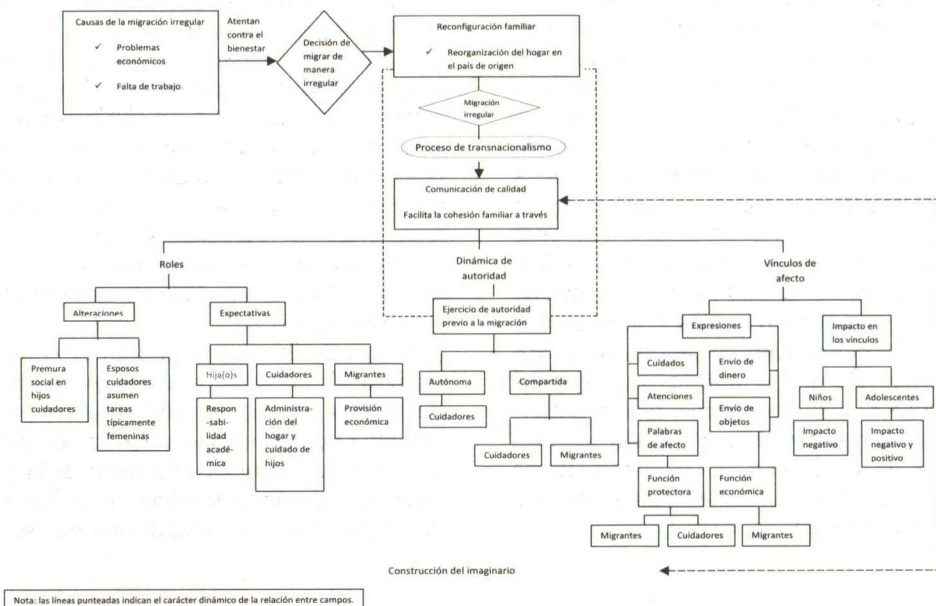 Causas de la migración irregular
✓ Problemas
económicos
✓ Falta de trabajo
Atentan
contra el
bienestar
Decisión de
migrar de
manera
irregular
Reconfiguración familiar
✓ Reorganización del hogar en
el país de origen
Migración
irregular
Proceso de transnacionalismo
Comunicación de calidad
Facilita la cohesión familiar a través
Roles
Dinámica de
autoridad
Vínculos de
afecto
Alteraciones
Expectativas
Ejercicio de autoridad
previo a la migración
Expresiones
Impacto en
los vínculos
Premura
social en
hijos
cuidadores
Esposos
cuidadores
asumen
tareas
típicamente
femeninas
Hija(o)s
Cuidadores
Migrantes
Respon
-sabi-
lidad
acadé-
mica
Administra-
ción del
hogar y
cuidado de
hijos
Provisión
económica
Autónoma
Compartida
Cuidadores
Cuidadores
Migrantes
Cuidados
Envío de
dinero
Atenciones
Envío de
objetos
Palabras
de afecto
Niños
Adolescentes
Impacto
negativo
Impacto
negativo y
positivo
Función
protectora
Función
económica
Migrantes
Cuidadores
Migrantes
Construcción del imaginario
Nota: las líneas punteadas indican el carácter dinámico de la relación entre campos.